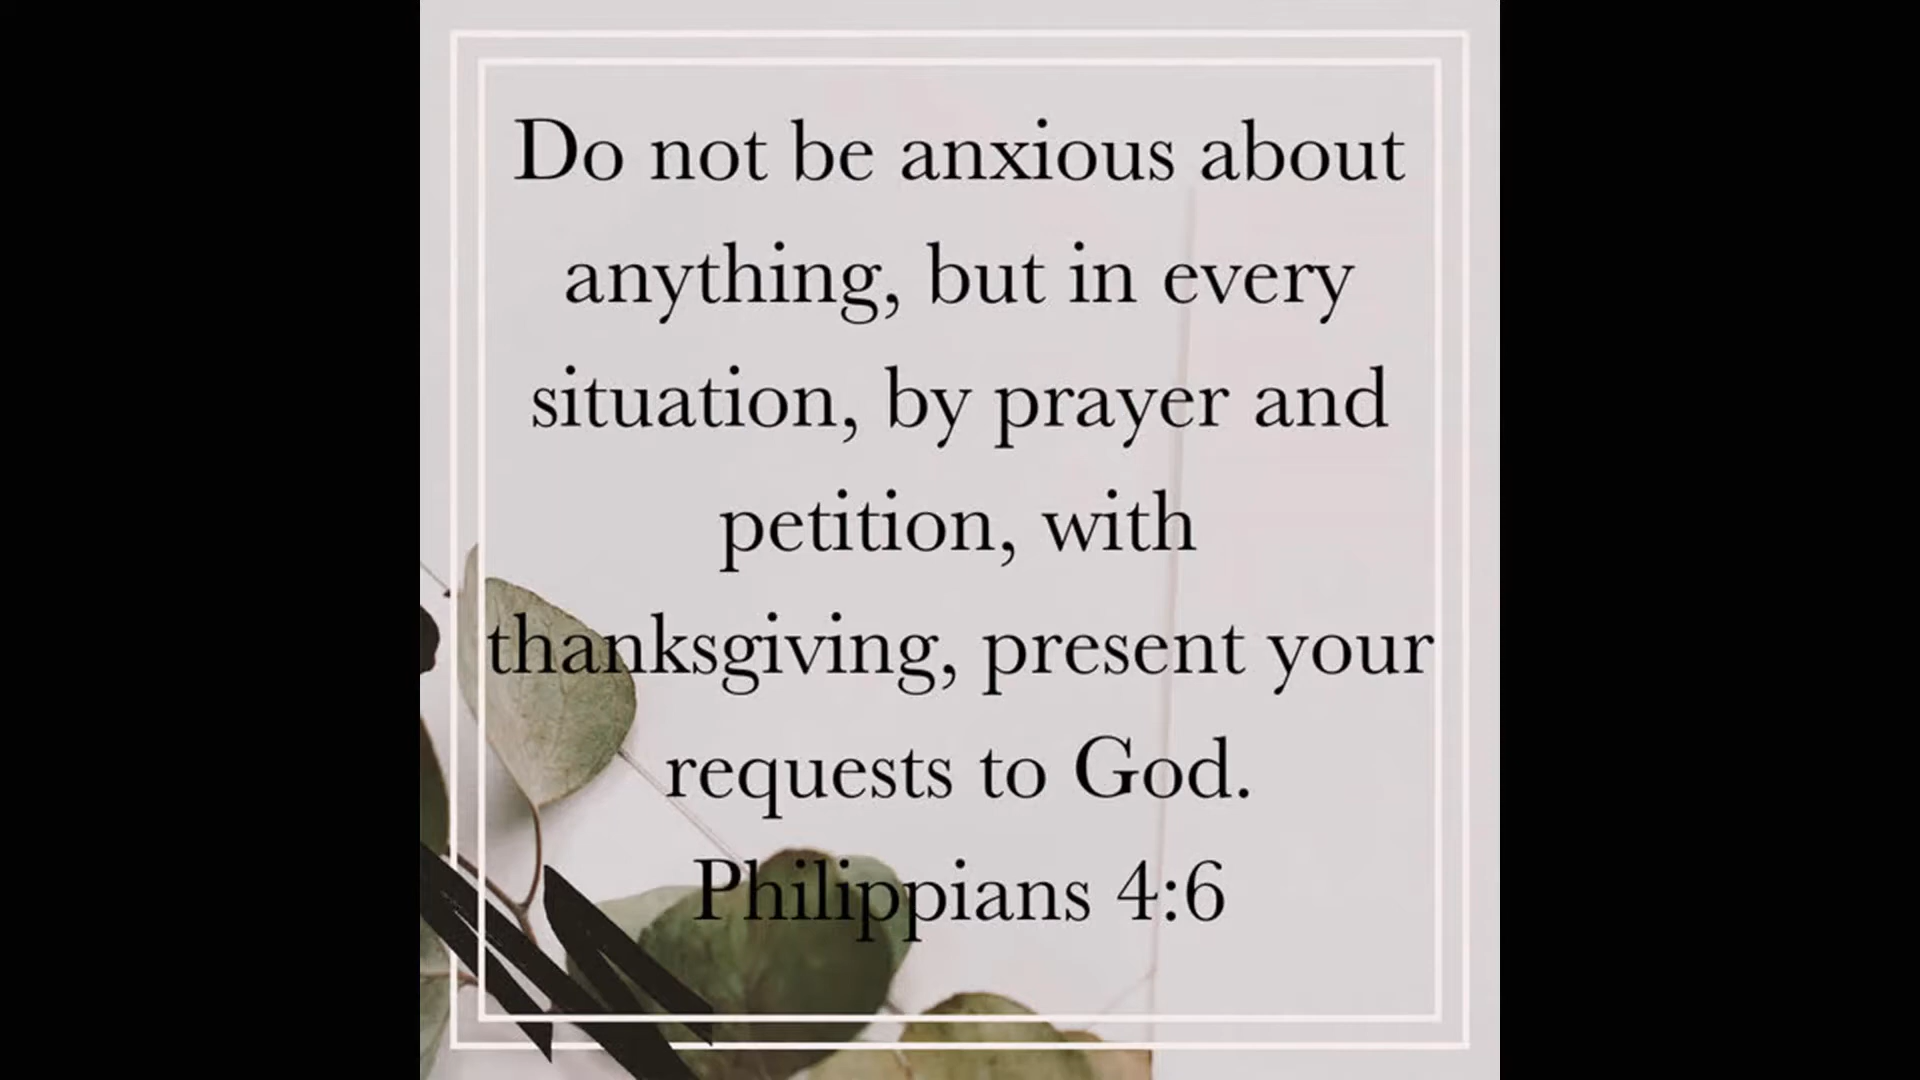 Do not be anxious about
anything, but in every
situation, by prayer and
petition, with
thanksgiving, present your
requests to God.
Philippians 4:6